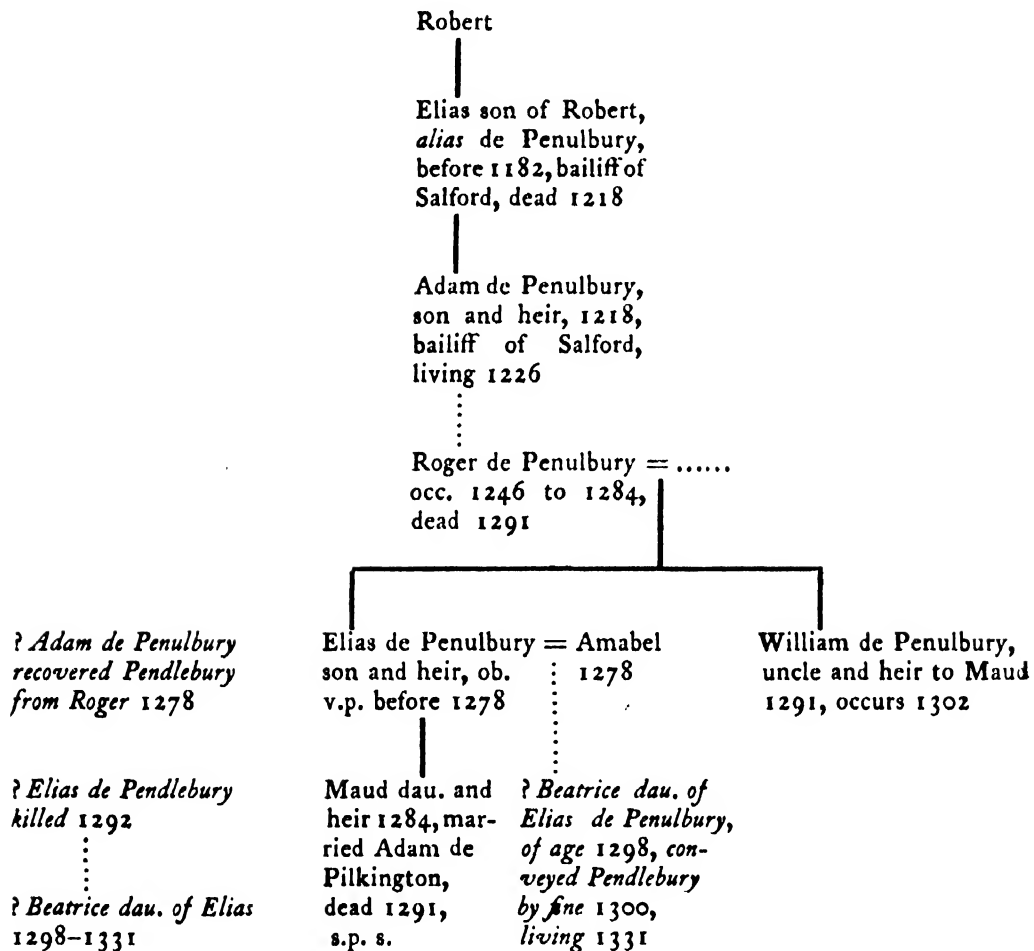 Robert
Elias son of Robert,
alias de Penulbury,
before 1182, bailiff of
Salford, dead 1218
Adam de Penulbury,
son and heir, 1218,
bailiff of Salford,
living 1226
Roger de Penulbury = ......
occ. 1246 to 1284,
dead 1291
? Adam de Penulbury
recovered Pendlebury
from Roger 1278
Elias de Penulbury = Amabel
son and heir, ob. 1278
v.p. before 1278
William de Penulbury,
uncle and heir to Maud
1291, occurs 1302
? Elias de Pendlebury
killed 1292
? Beatrice dau. of Elias
1298–1331
Maud dau. and
heir 1284, mar-
ried Adam de
Pilkington,
dead 1291,
s.p. s.
? Beatrice dau. of
Elias de Penulbury,
of age 1298, con-
veyed Pendlebury
by fine 1300,
living 1331